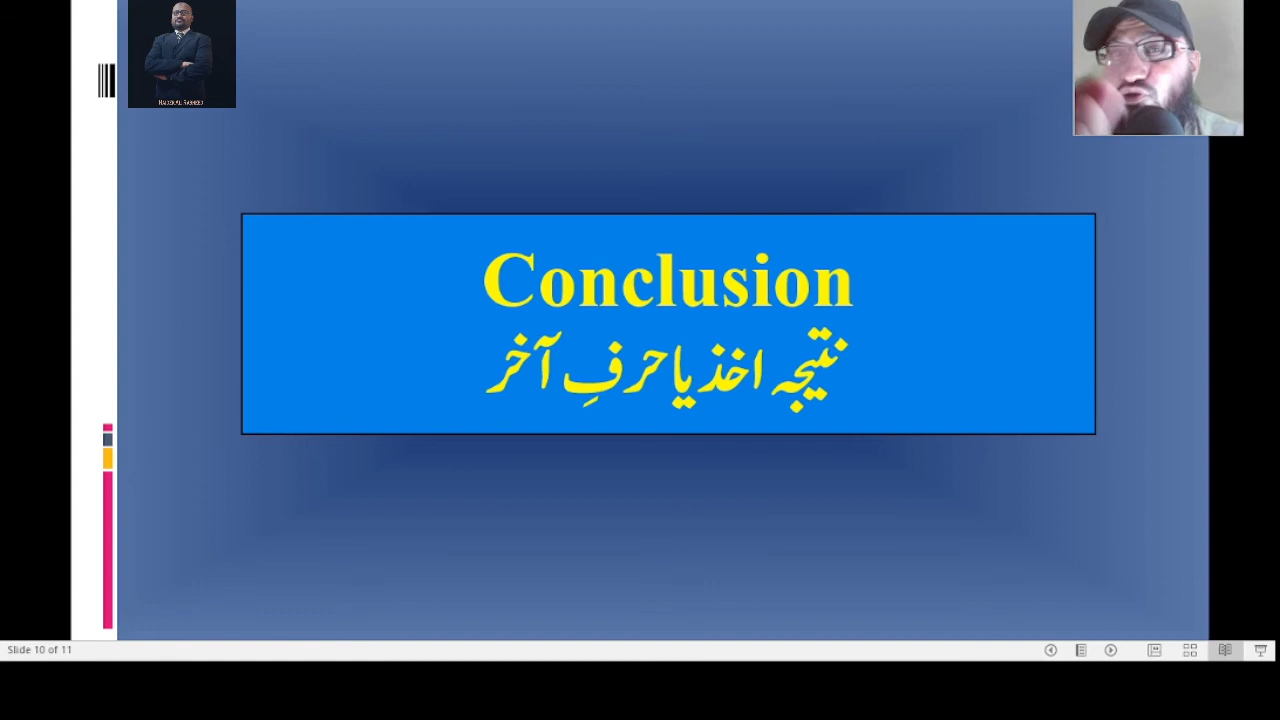 Conclusion
نتیجہ اخذ یا حرفِ آخر
Slide 10 of 11